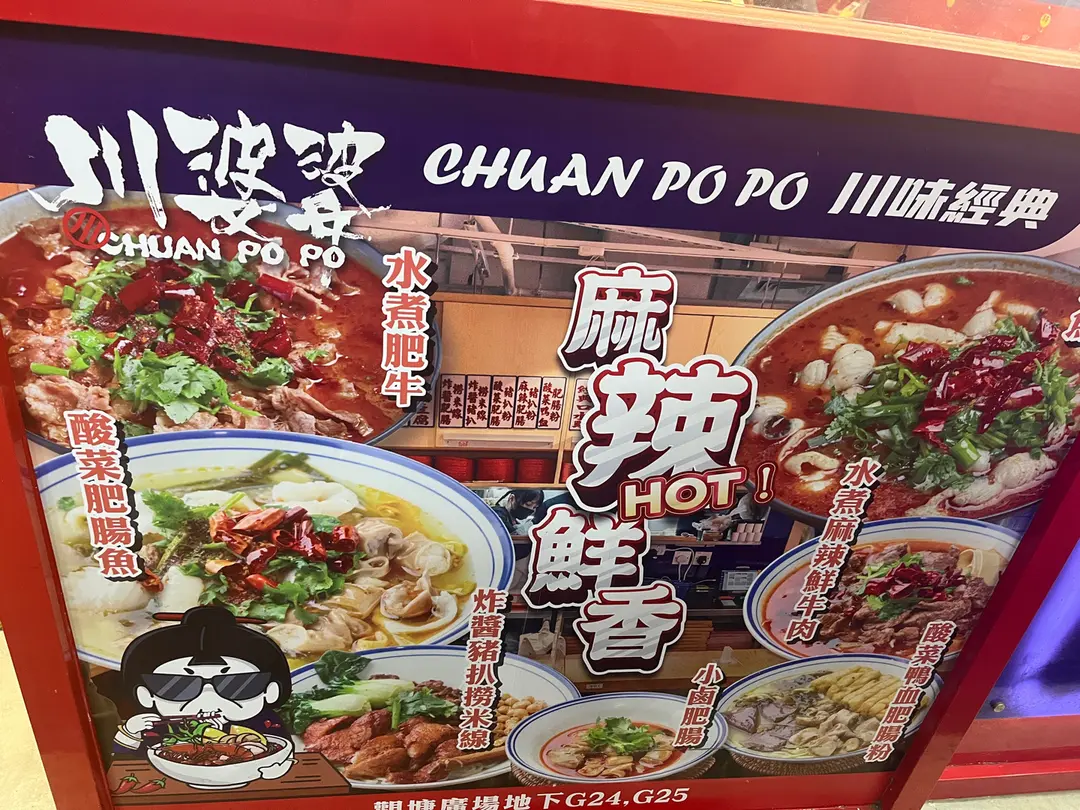 川婆婆
CHUAN PO PO
CHUAN PO PO 川味經典
水煮肥牛
麻
辣
HOT!
鮮
香
酸菜肥腸魚
水煮麻辣鮮牛肉
炸醬豬扒撈米線
小鹵肥腸
酸菜鴨血肥腸粉
觀塘廣場地下G24,G25